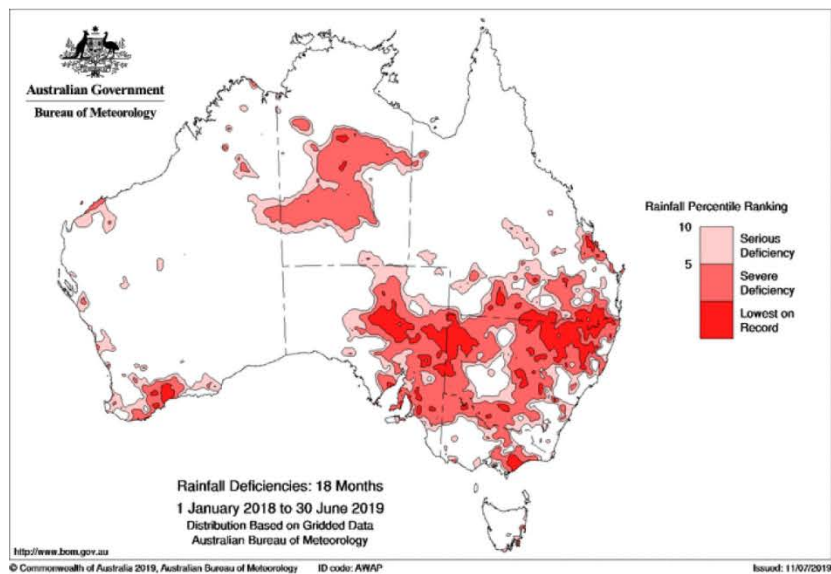 Australian Government
Bureau of Meteorology
Rainfall Percentile Ranking
10
Serious
Deficiency
5
Severe
Deficiency
Lowest on
Record
Rainfall Deficiencies: 18 Months
1 January 2018 to 30 June 2019
Distribution Based on Gridded Data
Australian Bureau of Meteorology
http://www.bom.gov.au
© Commonwealth of Australia 2019, Australian Bureau of Meteorology ID code: AWAP Issued: 11/07/2019